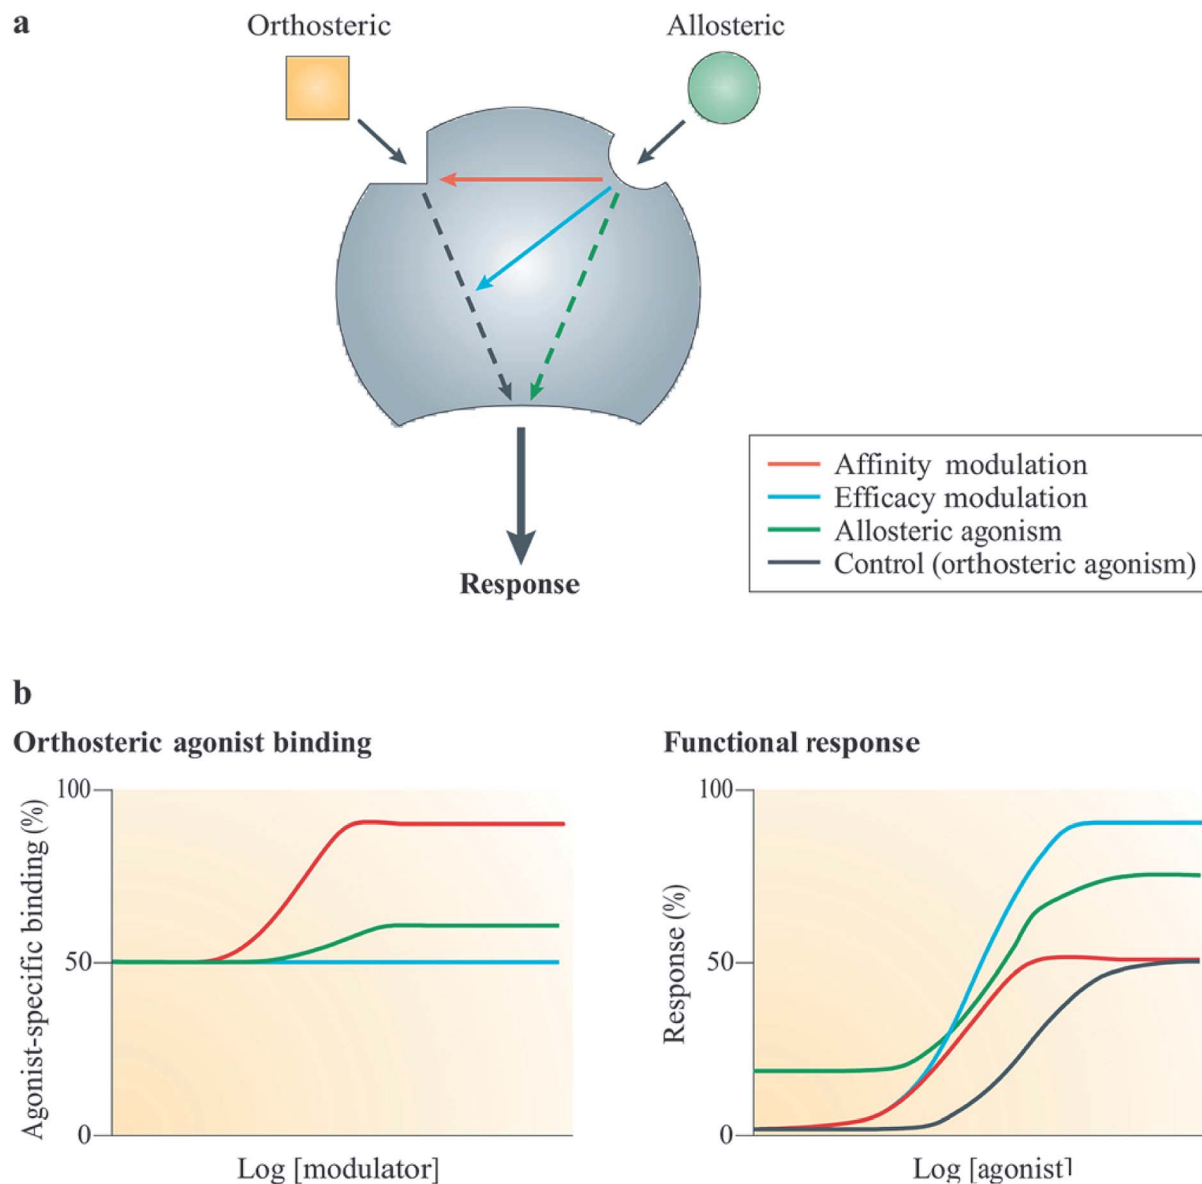 a
Orthosteric
Allosteric
Affinity modulation
Efficacy modulation
Allosteric agonism
Control (orthosteric agonism)
Response
b
Orthosteric agonist binding
Functional response
100
50
0
Agonist-specific binding (%)
Log [modulator]
100
50
0
Response (%)
Log [agonist]